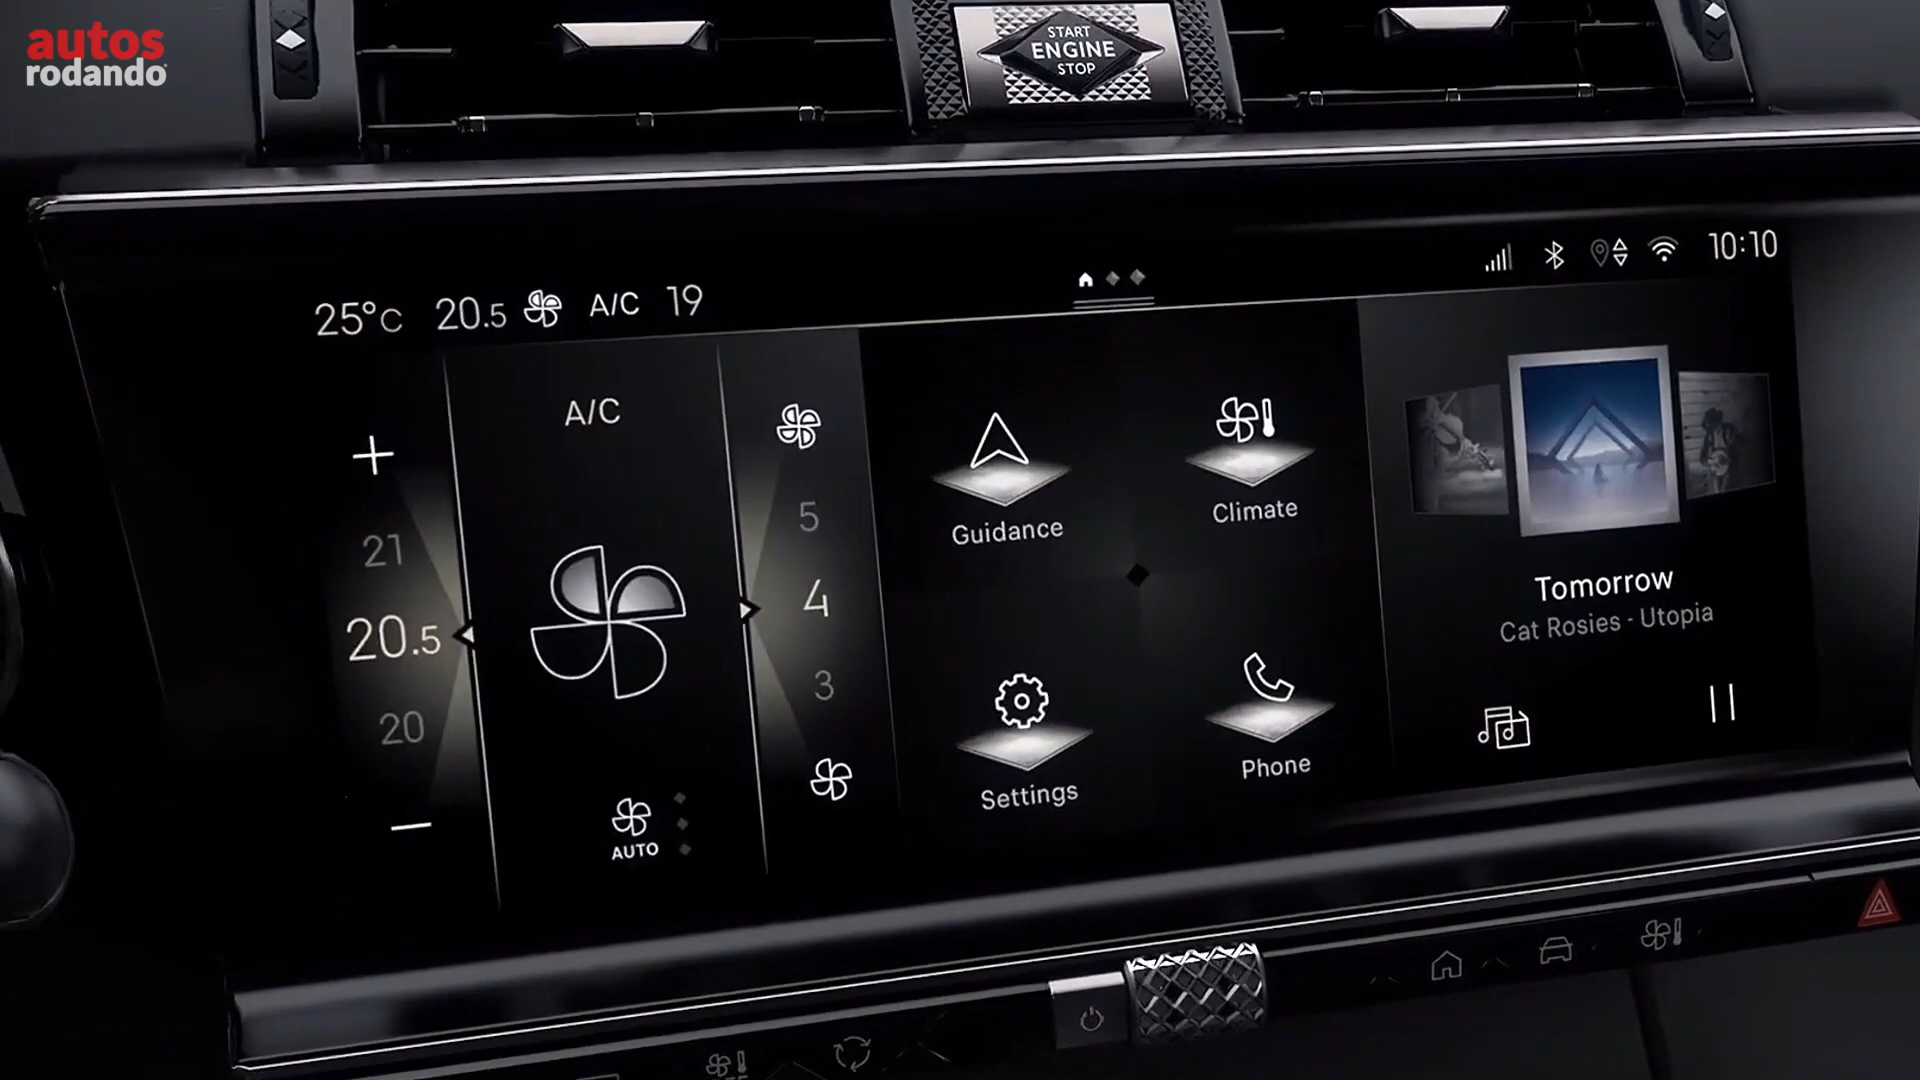 autos
rodando
START
ENGINE
STOP
25°C 20.5 A/C 19
10:10
A/C
21
20.5
20
5
4
3
AUTO
Guidance
Climate
Settings
Phone
Tomorrow
Cat Rosies - Utopia